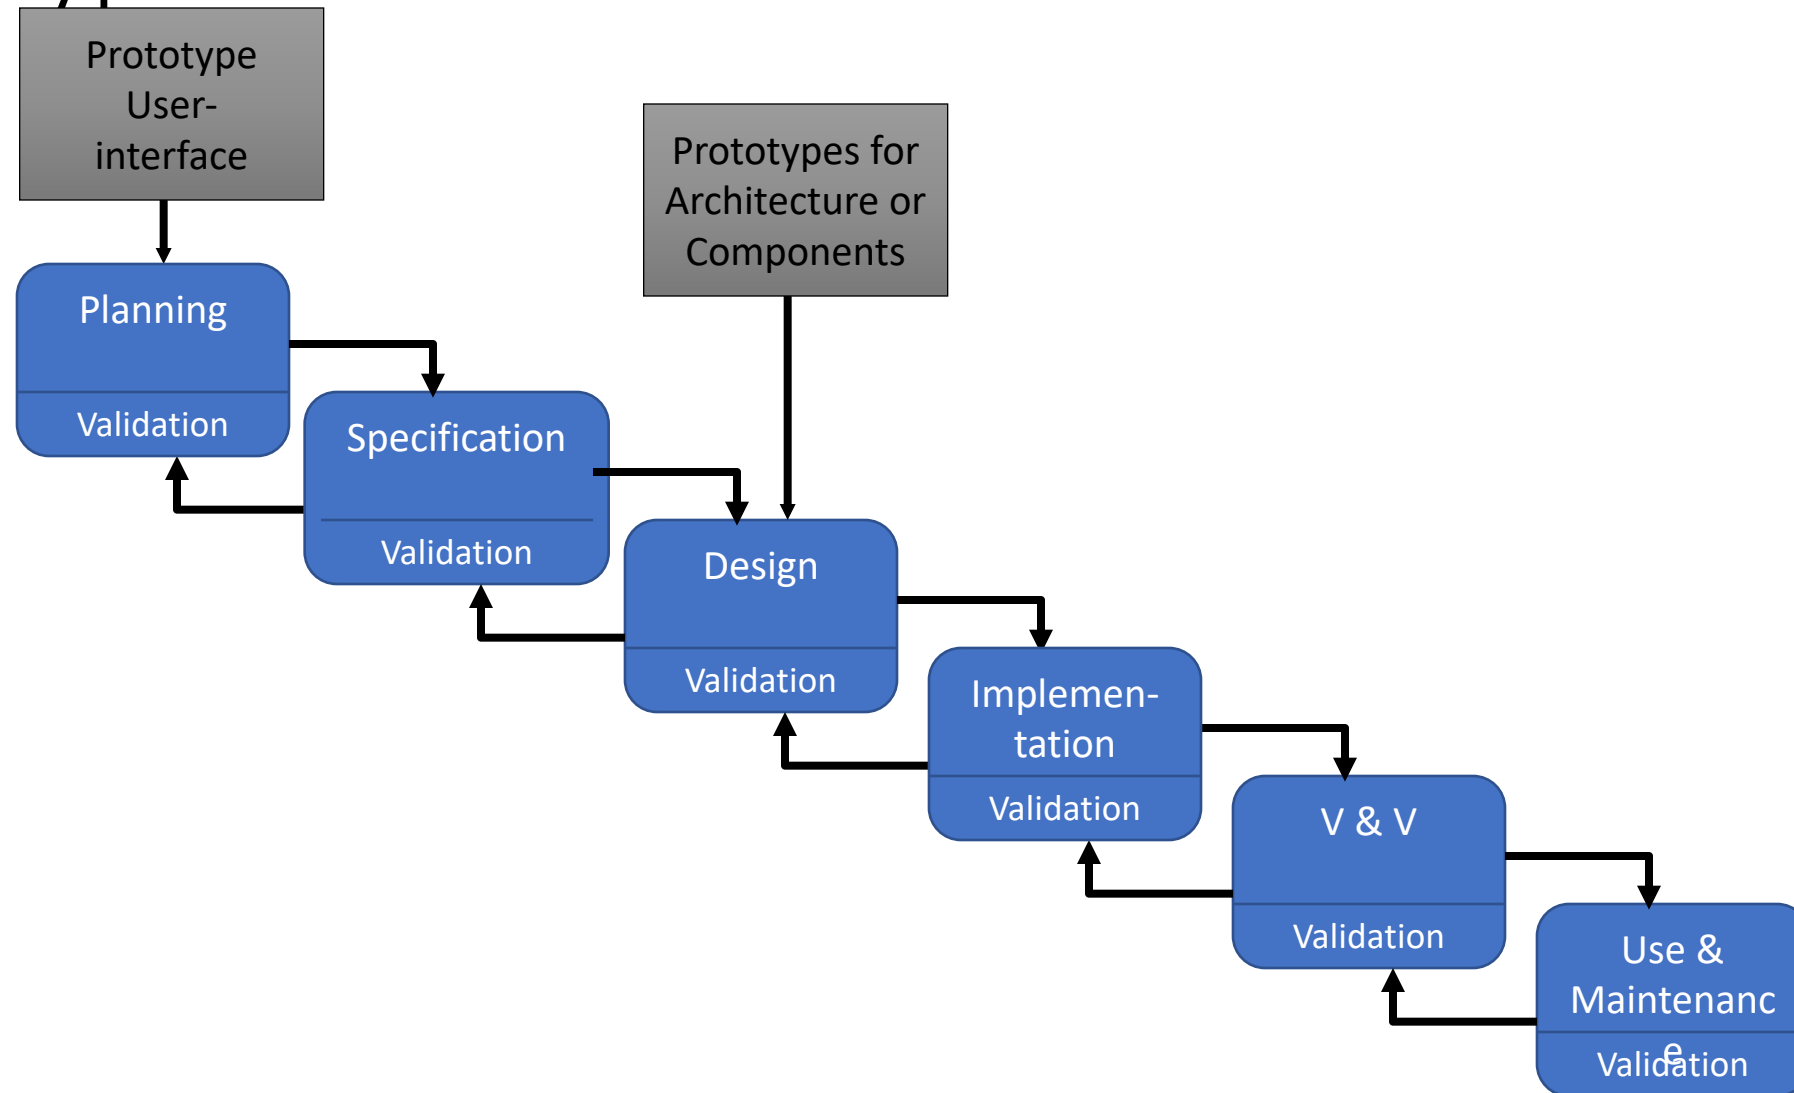 Prototype
User-
interface
Prototypes for
Architecture or
Components
Planning
Validation
Specification
Validation
Design
Validation
Implemen-
tation
Validation
V & V
Validation
Use &
Maintenanc
e
Validation